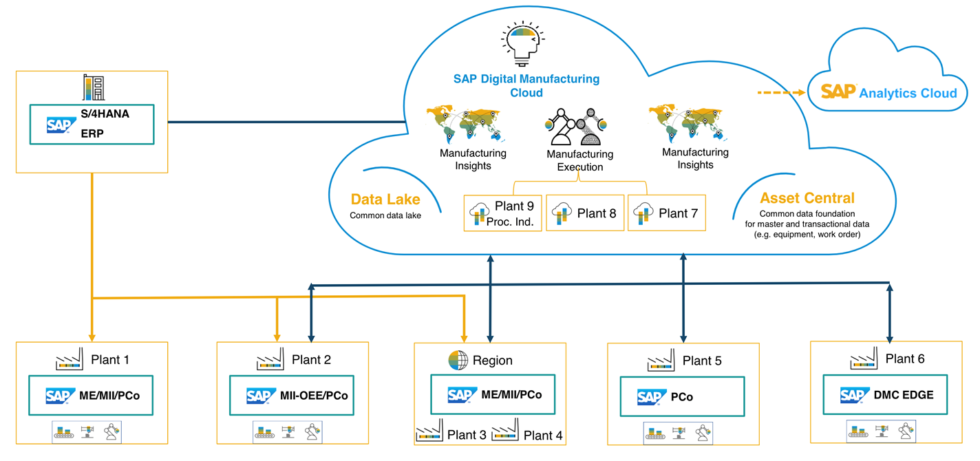 SAP Digital Manufacturing
Cloud
SAP Analytics Cloud
S/4HANA
SAP
ERP
Manufacturing
Insights
Manufacturing
Execution
Manufacturing
Insights
Data Lake
Common data lake
Plant 9
Proc. Ind.
Plant 8
Plant 7
Asset Central
Common data foundation
for master and transactional data
(e.g. equipment, work order)
Plant 1
SAP ME/MII/PCo
Plant 2
SAP MII-OEE/PCo
Region
SAP ME/MII/PCo
Plant 3
Plant 4
Plant 5
SAP PCo
Plant 6
SAP DMC EDGE